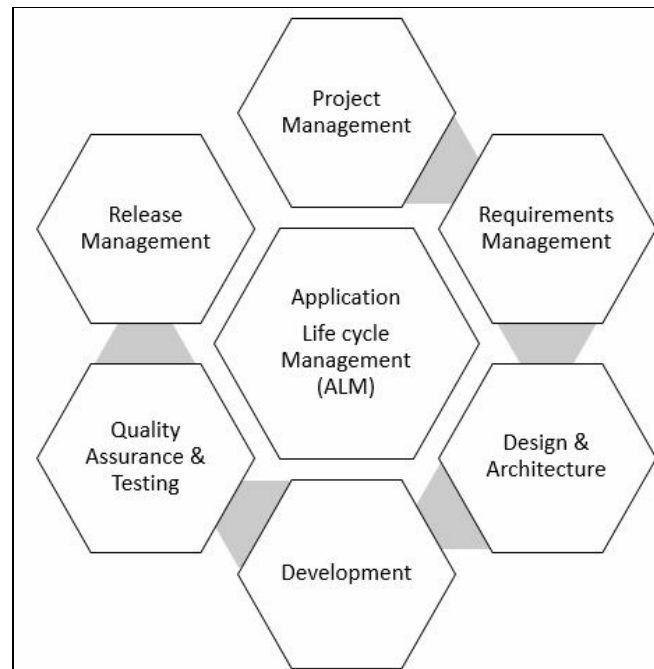 Project
Management
Requirements
Management
Design &
Architecture
Development
Quality
Assurance &
Testing
Release
Management
Application
Life cycle
Management
(ALM)